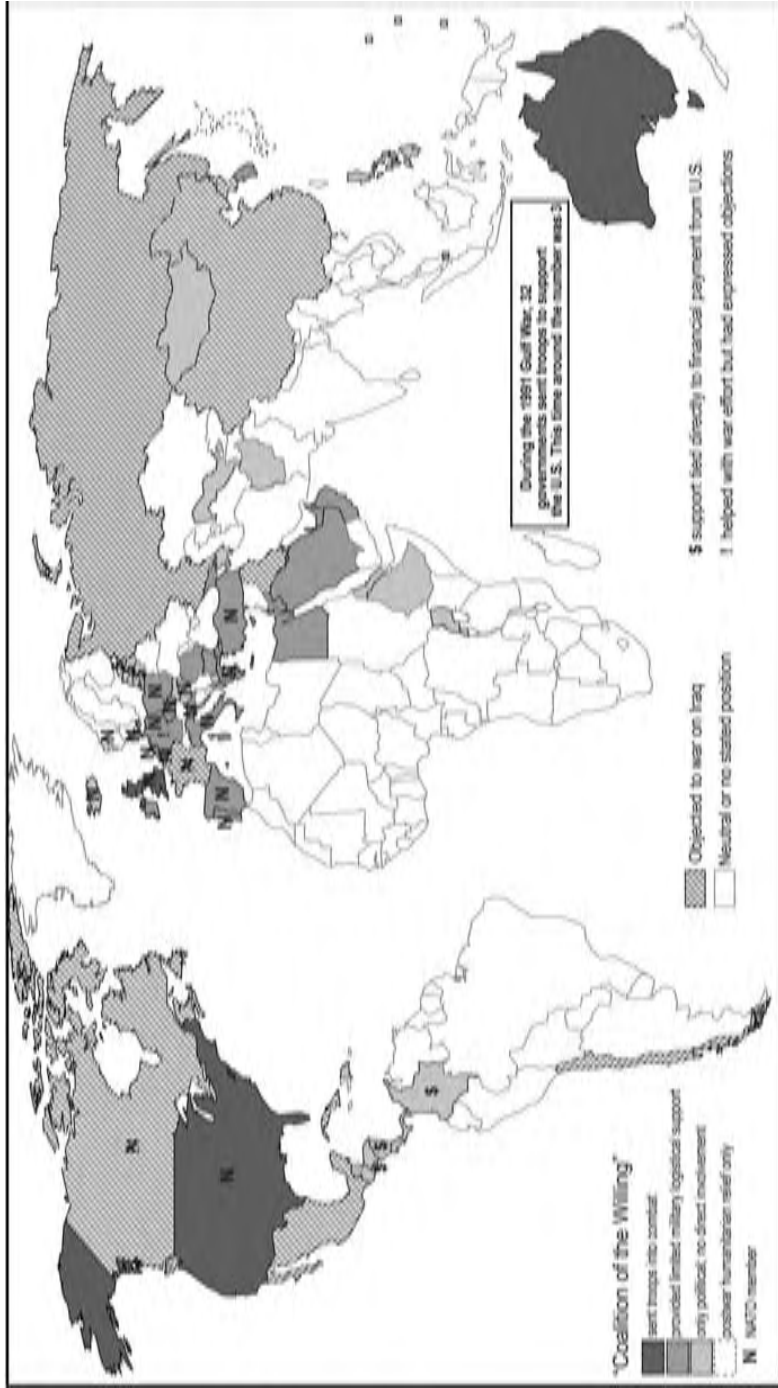 During the 1991 Gulf War, 32
governments sent troops to support
the U.S. This time around the number was 3
"Coalition of the Willing"
sent troops into combat
provided limited military logistical support
only political; no direct involvement
postwar humanitarian relief only
N NATO member
Objected to war on Iraq
Neutral or no stated position
$ support tied directly to financial payment from U.S.
! helped with war effort but had expressed objections
N
N
$
$
$
N
N
N
N
N
N
N
N